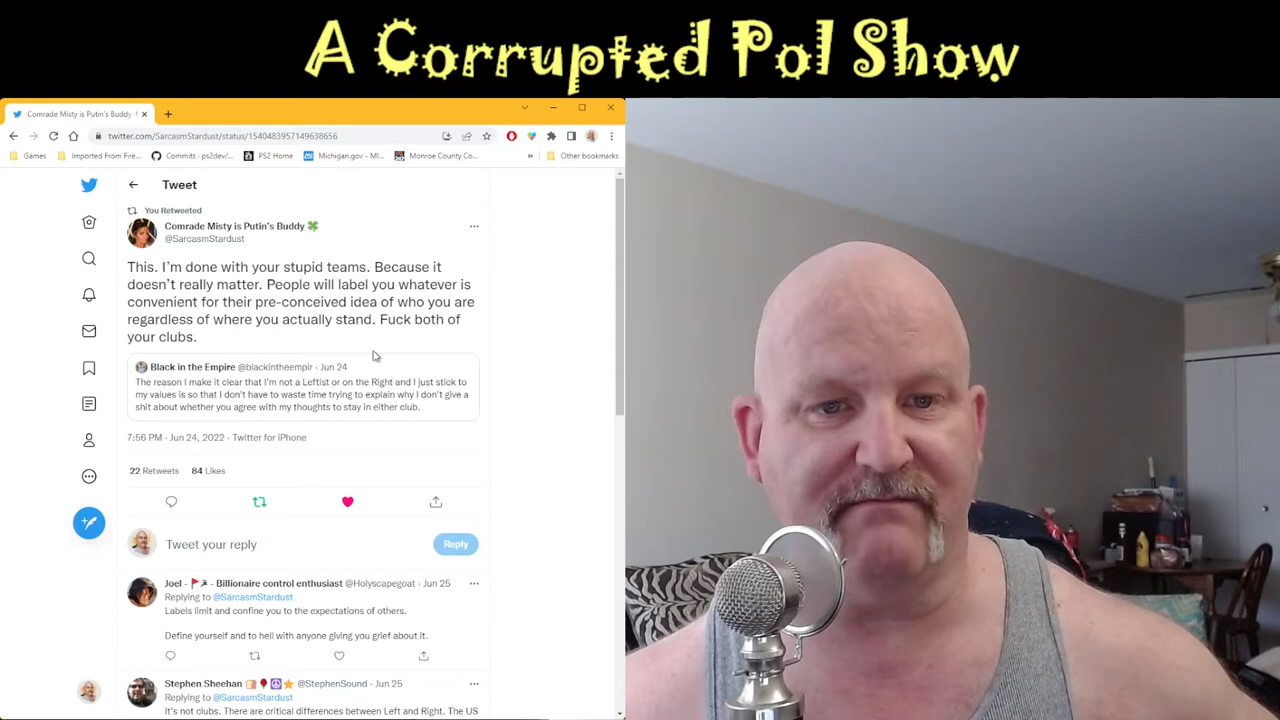 A Corrupted Pol Show
Comrade Misty is Putin's Buddy
twitter.com/SarcasmStardust/status/1540483957149638656
Games Imported From Fire... Commits · ps2dev/... PS2 Home Michigan.gov - MI... Monroe County Co... » Other bookmarks
Tweet
You Retweeted
Comrade Misty is Putin's Buddy 🍀
@SarcasmStardust
This. I'm done with your stupid teams. Because it
doesn't really matter. People will label you whatever is
convenient for their pre-conceived idea of who you are
regardless of where you actually stand. Fuck both of
your clubs.
Black in the Empire @blackintheempir · Jun 24
The reason I make it clear that I'm not a Leftist or on the Right and I just stick to
my values is so that I don't have to waste time trying to explain why I don't give a
shit about whether you agree with my thoughts to stay in either club.
7:56 PM · Jun 24, 2022 · Twitter for iPhone
22 Retweets 84 Likes
Tweet your reply Reply
Joel - 🚩☭ - Billionaire control enthusiast @Holyscapegoat · Jun 25
Replying to @SarcasmStardust
Labels limit and confine you to the expectations of others.
Define yourself and to hell with anyone giving you grief about it.
Stephen Sheehan 🍞🌹☮⭐ @StephenSound · Jun 25
Replying to @SarcasmStardust
It's not clubs. There are critical differences between Left and Right. The US